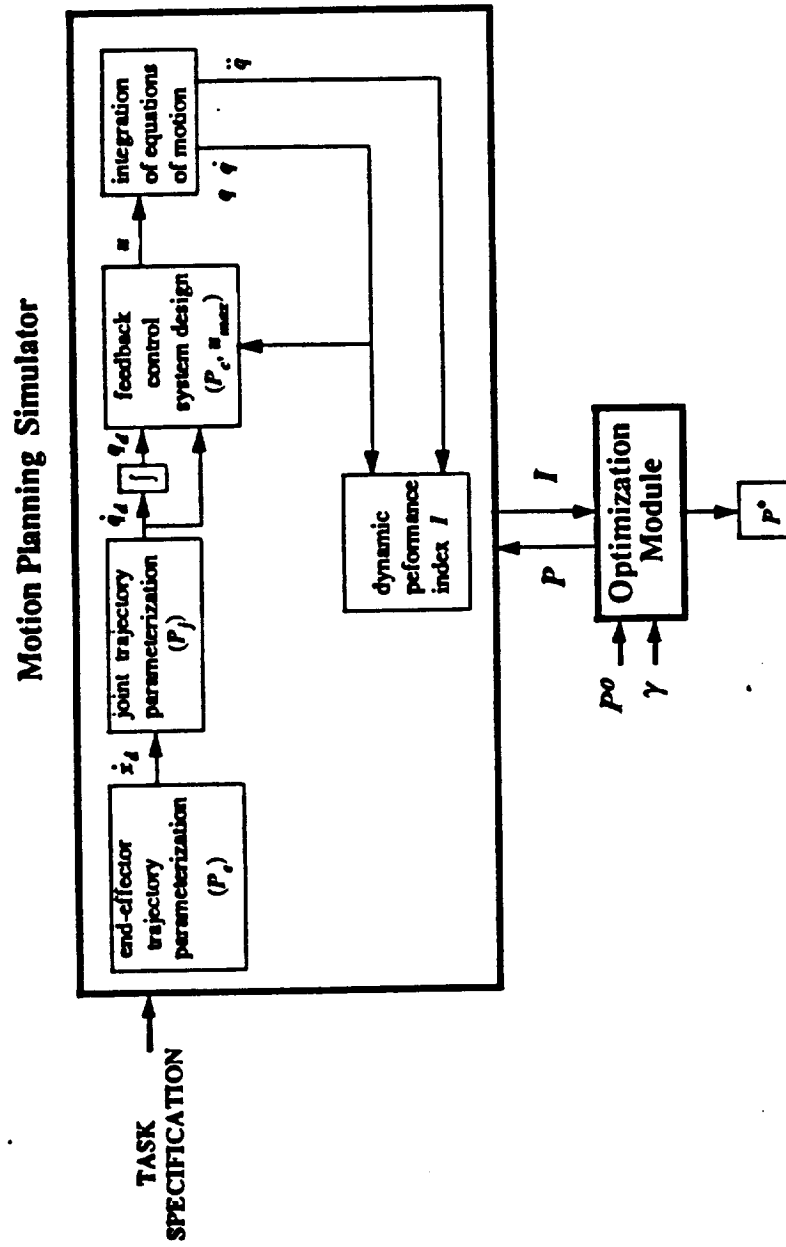 Motion Planning Simulator
TASK
SPECIFICATION
end-effector
trajectory
parameterization
(P_e)
ẋ_d
joint trajectory
parameterization
(P_j)
q̇_d
∫
q_d
feedback
control
system design
(P_c, u_max)
u
integration
of equations
of motion
q q̇
q̈
dynamic
peformance
index I
P
I
P⁰
γ
Optimization
Module
P*